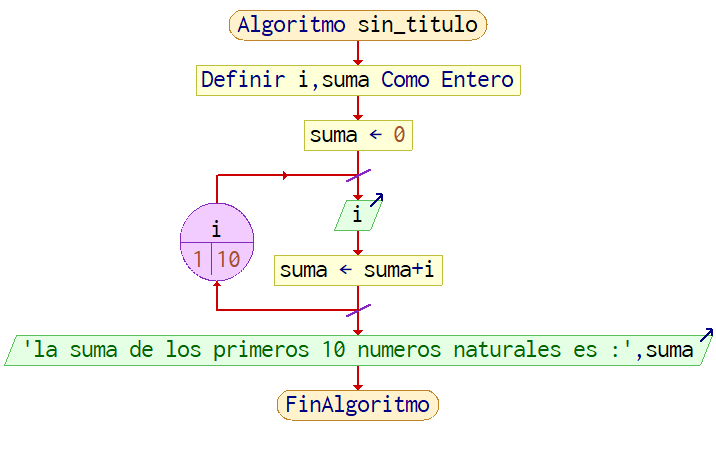 Algoritmo sin_titulo
Definir i,suma Como Entero
suma ← 0
i
i
1 10
suma ← suma+i
'la suma de los primeros 10 numeros naturales es :',suma
FinAlgoritmo